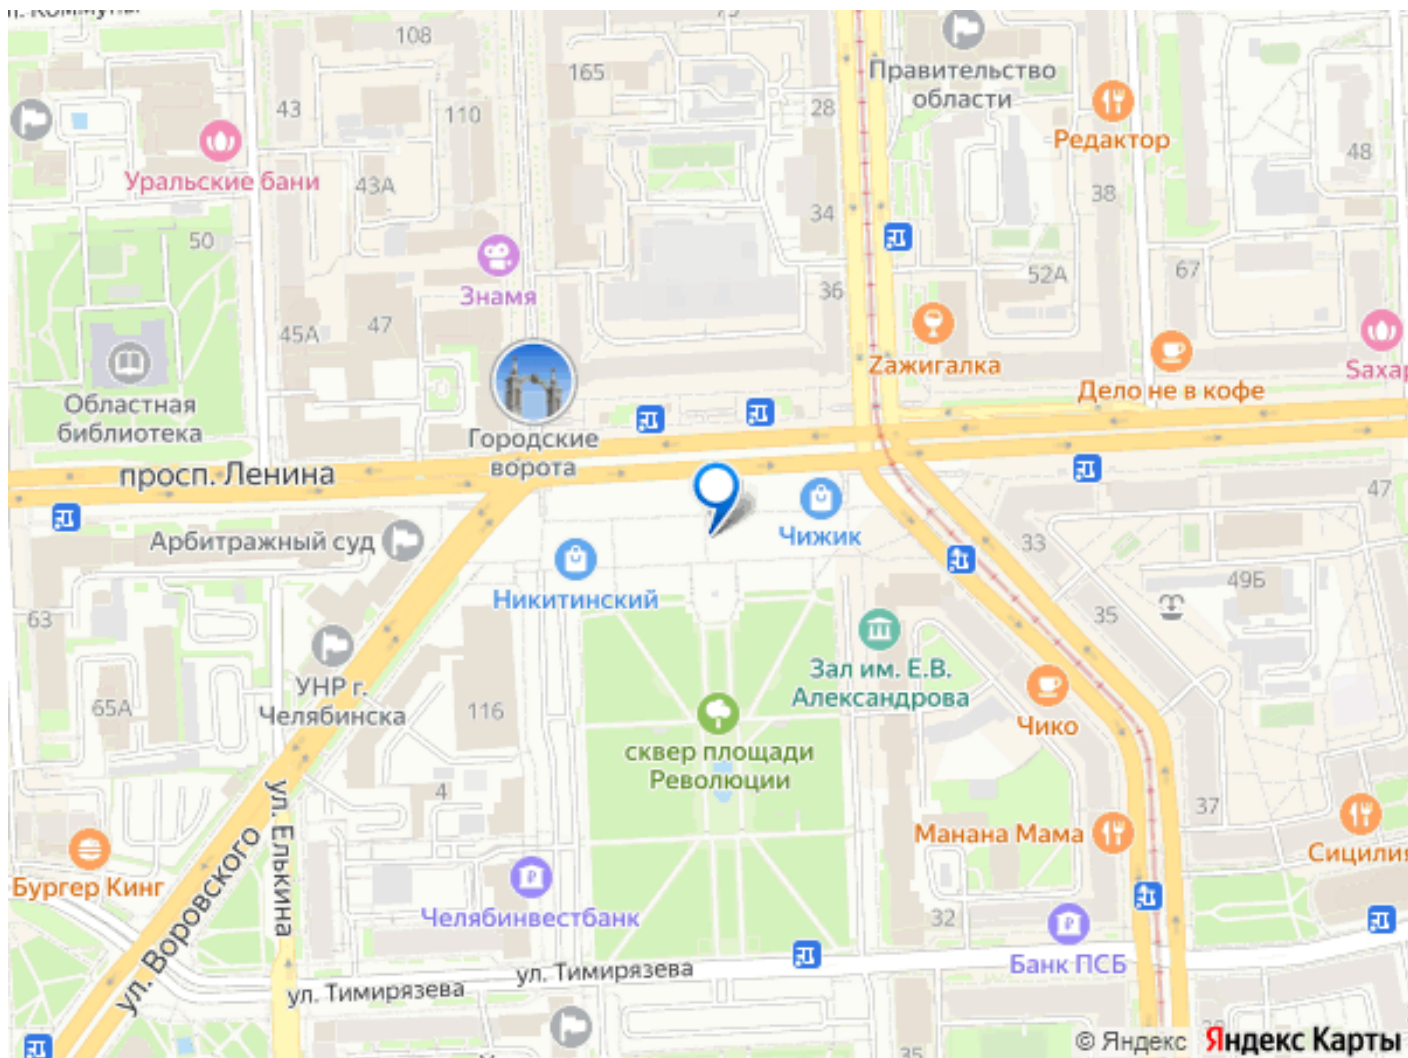 108
165
28
Правительство
области
43
110
Редактор
Уральские бани
43А
48
38
34
50
Знамя
52А
67
36
45А
47
Zажигалка
Дело не в кофе
Областная
библиотека
Городские
ворота
просп. Ленина
47
Арбитражный суд
Чижик
33
Никитинский
49Б
63
35
Зал им. Е.В.
Александрова
УНР г.
Челябинска
65А
116
Чико
сквер площади
Революции
4
37
Манана Мама
Сицилия
Бургер Кинг
ул. Воровского
ул. Елькина
Челябинвестбанк
32
Банк ПСБ
ул. Тимирязева
ул. Тимирязева
35
© Яндекс Яндекс Карты